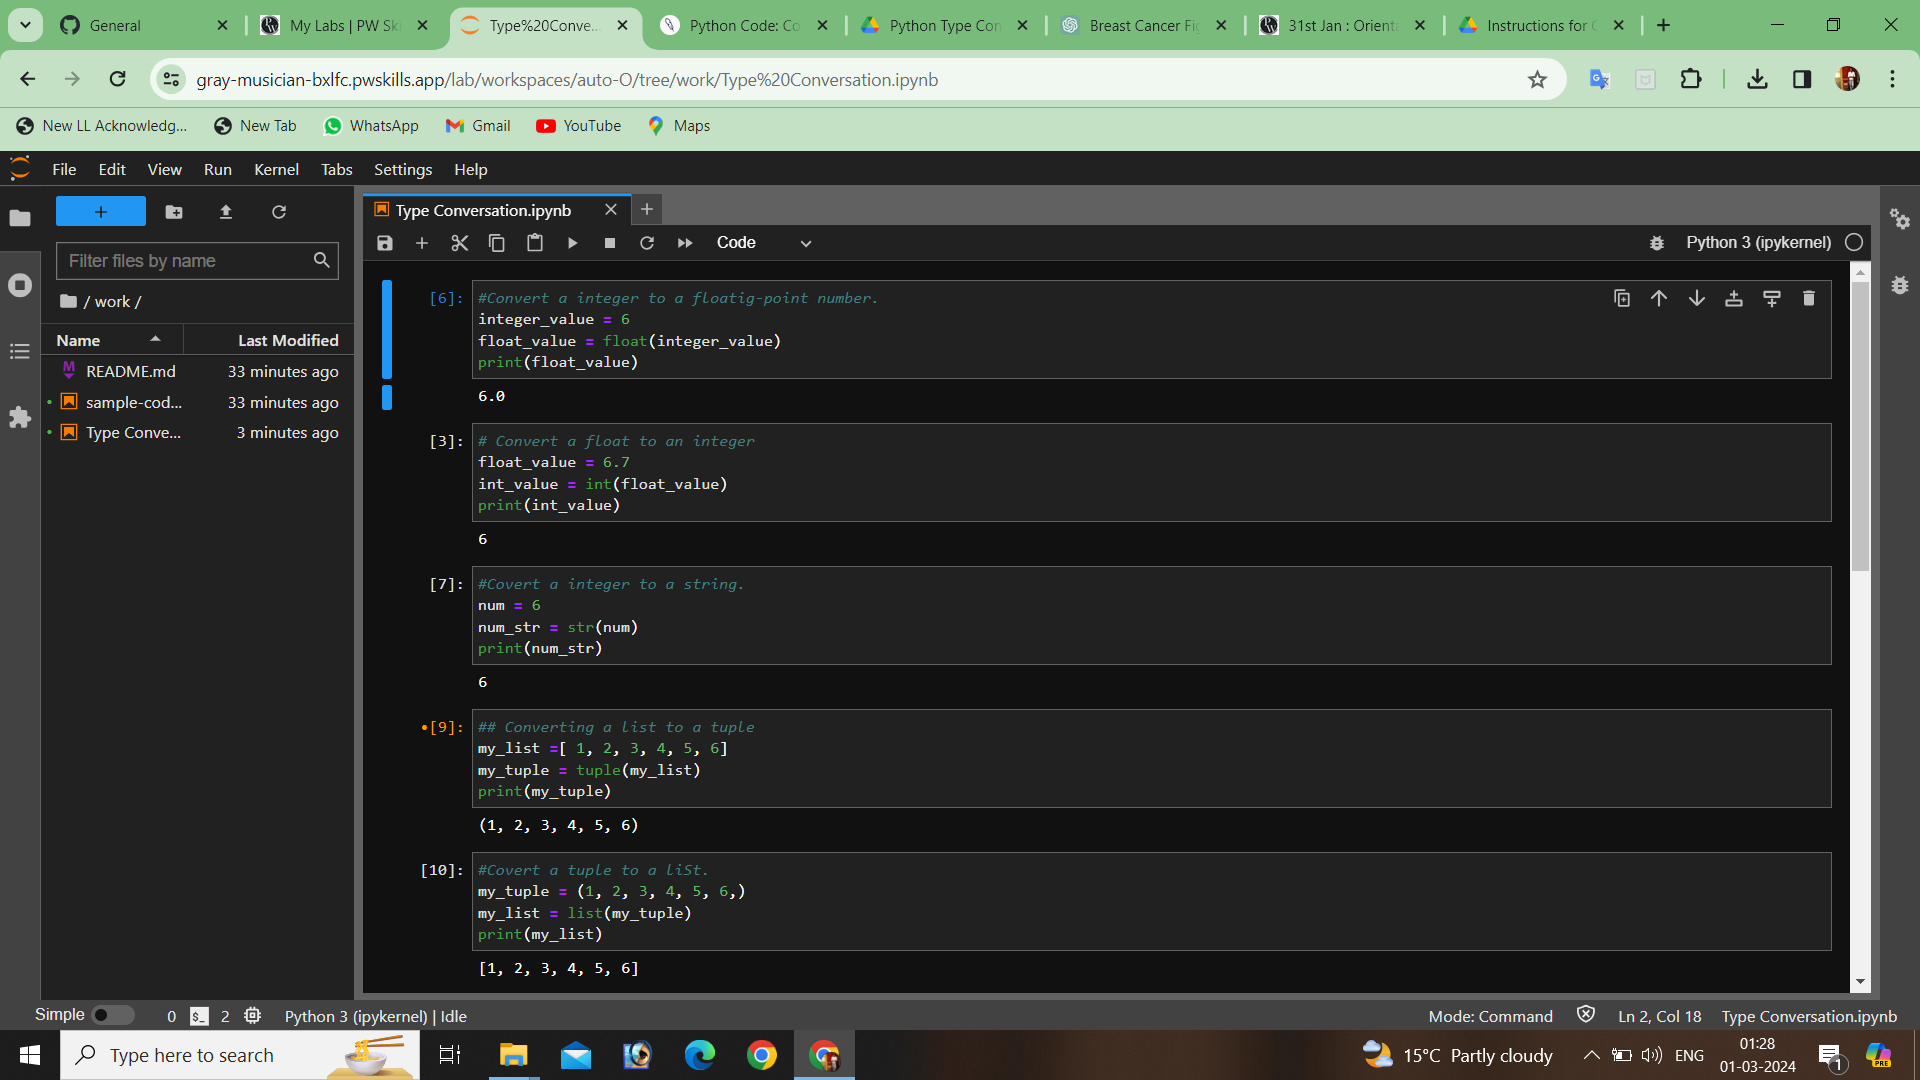 General
My Labs | PW Ski
Type%20Conve...
Python Code: Co
Python Type Con
Breast Cancer Fig
31st Jan : Orienta
Instructions for C
gray-musician-bxlfc.pwskills.app/lab/workspaces/auto-O/tree/work/Type%20Conversation.ipynb
New LL Acknowledg...
New Tab
WhatsApp
Gmail
YouTube
Maps
File Edit View Run Kernel Tabs Settings Help
Filter files by name
/ work /
Name Last Modified
README.md 33 minutes ago
sample-cod... 33 minutes ago
Type Conve... 3 minutes ago
Type Conversation.ipynb
Code
Python 3 (ipykernel)
[6]: #Convert a integer to a floatig-point number.
integer_value = 6
float_value = float(integer_value)
print(float_value)
6.0
[3]: # Convert a float to an integer
float_value = 6.7
int_value = int(float_value)
print(int_value)
6
[7]: #Covert a integer to a string.
num = 6
num_str = str(num)
print(num_str)
6
•[9]: ## Converting a list to a tuple
my_list =[ 1, 2, 3, 4, 5, 6]
my_tuple = tuple(my_list)
print(my_tuple)
(1, 2, 3, 4, 5, 6)
[10]: #Covert a tuple to a liSt.
my_tuple = (1, 2, 3, 4, 5, 6,)
my_list = list(my_tuple)
print(my_list)
[1, 2, 3, 4, 5, 6]
Simple 0 $_ 2 Python 3 (ipykernel) | Idle
Mode: Command Ln 2, Col 18 Type Conversation.ipynb
Type here to search
15°C Partly cloudy
ENG
01:28
01-03-2024
1
PRE